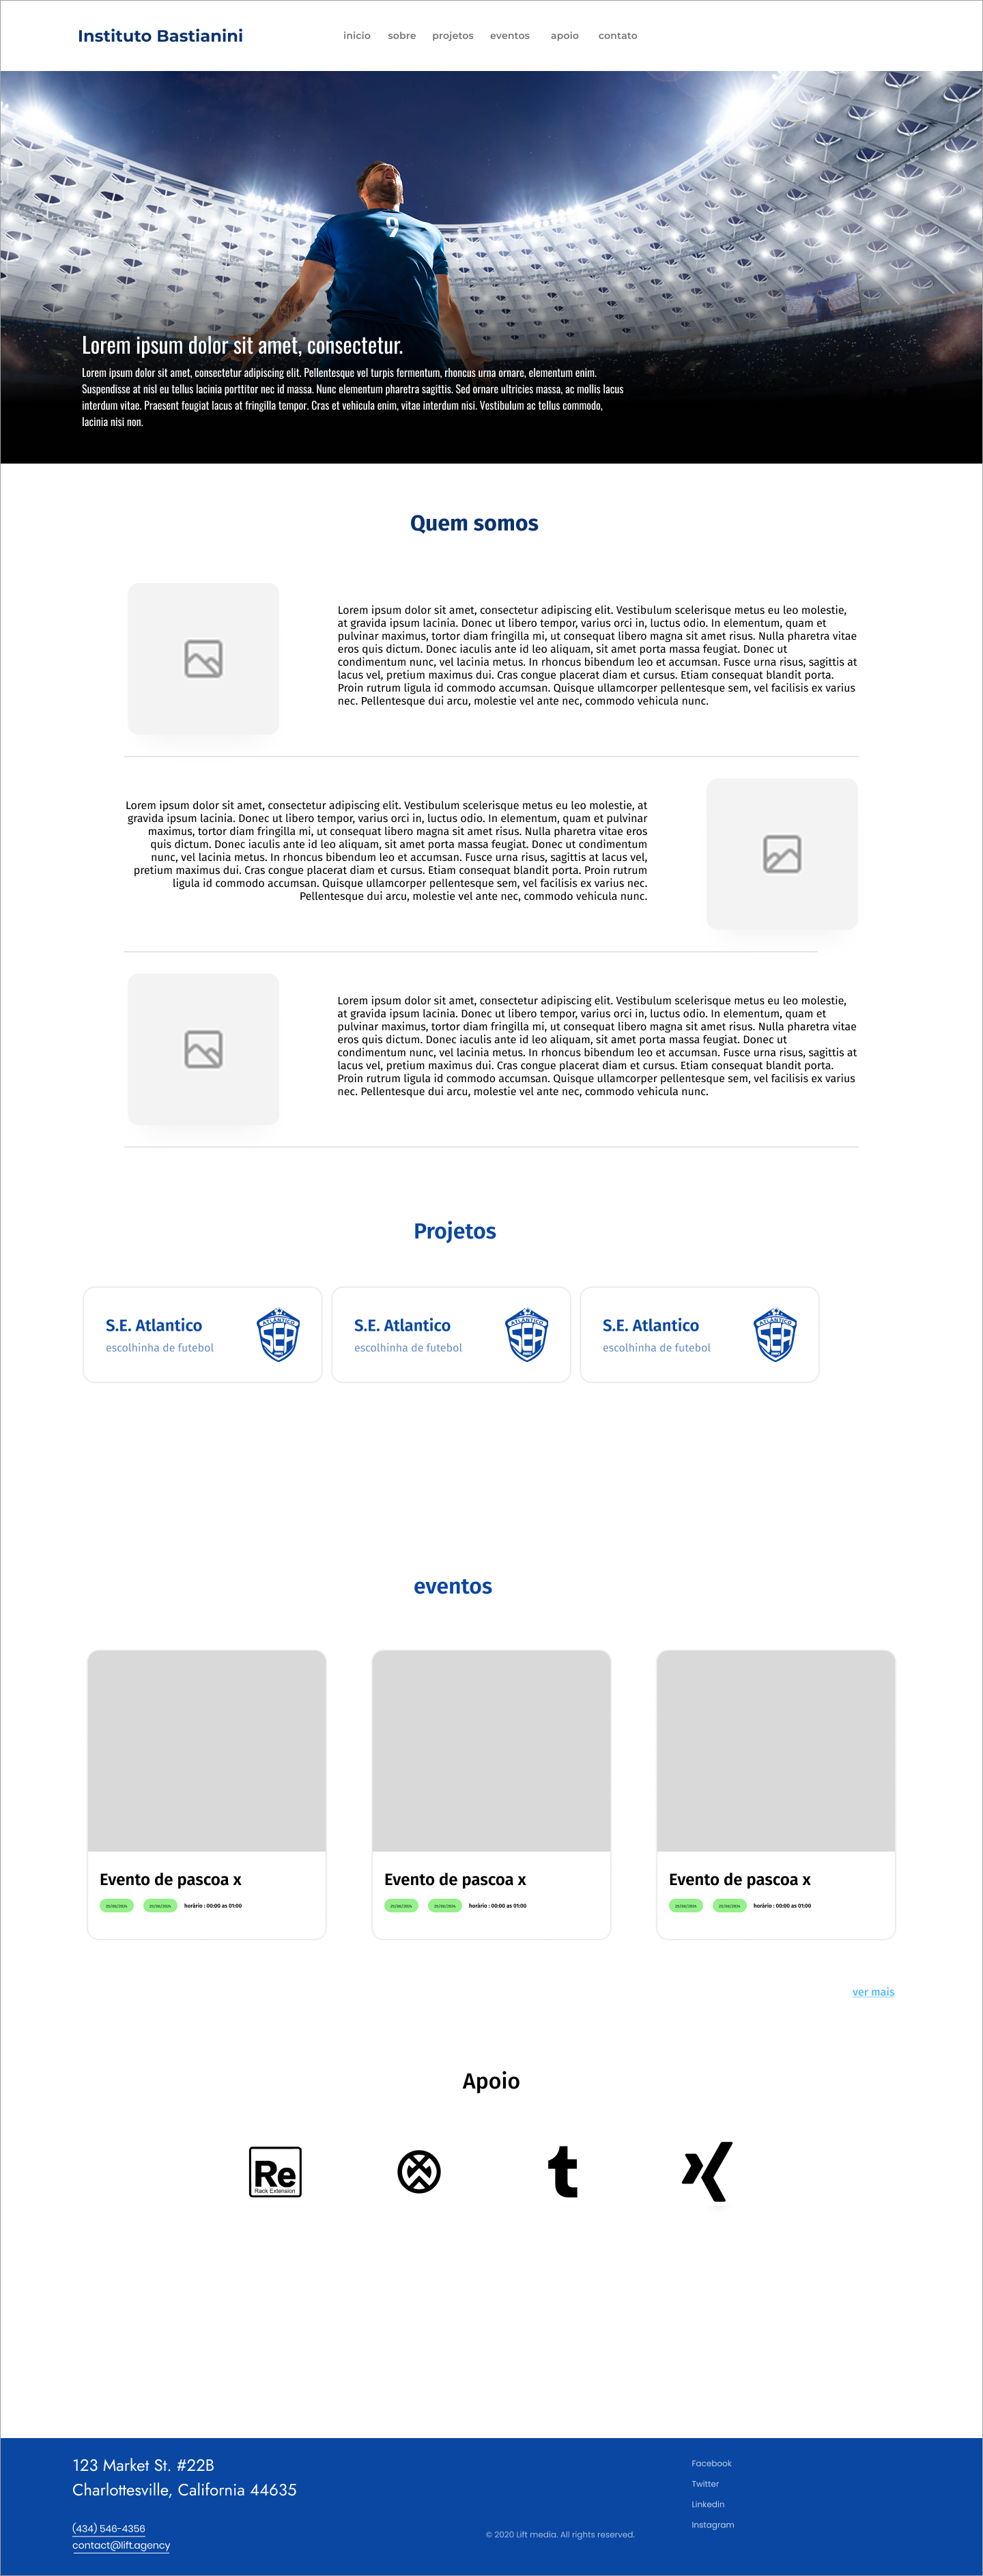 Instituto Bastianini
inicio sobre projetos eventos apoio contato
9
Lorem ipsum dolor sit amet, consectetur.
Lorem ipsum dolor sit amet, consectetur adipiscing elit. Pellentesque vel turpis fermentum, rhoncus urna ornare, elementum enim.
Suspendisse at nisl eu tellus lacinia porttitor nec id massa. Nunc elementum pharetra sagittis. Sed ornare ultricies massa, ac mollis lacus
interdum vitae. Praesent feugiat lacus at fringilla tempor. Cras et vehicula enim, vitae interdum nisi. Vestibulum ac tellus commodo,
lacinia nisi non.
Quem somos
Lorem ipsum dolor sit amet, consectetur adipiscing elit. Vestibulum scelerisque metus eu leo molestie,
at gravida ipsum lacinia. Donec ut libero tempor, varius orci in, luctus odio. In elementum, quam et
pulvinar maximus, tortor diam fringilla mi, ut consequat libero magna sit amet risus. Nulla pharetra vitae
eros quis dictum. Donec iaculis ante id leo aliquam, sit amet porta massa feugiat. Donec ut
condimentum nunc, vel lacinia metus. In rhoncus bibendum leo et accumsan. Fusce urna risus, sagittis at
lacus vel, pretium maximus dui. Cras congue placerat diam et cursus. Etiam consequat blandit porta.
Proin rutrum ligula id commodo accumsan. Quisque ullamcorper pellentesque sem, vel facilisis ex varius
nec. Pellentesque dui arcu, molestie vel ante nec, commodo vehicula nunc.
Lorem ipsum dolor sit amet, consectetur adipiscing elit. Vestibulum scelerisque metus eu leo molestie, at
gravida ipsum lacinia. Donec ut libero tempor, varius orci in, luctus odio. In elementum, quam et pulvinar
maximus, tortor diam fringilla mi, ut consequat libero magna sit amet risus. Nulla pharetra vitae eros
quis dictum. Donec iaculis ante id leo aliquam, sit amet porta massa feugiat. Donec ut condimentum
nunc, vel lacinia metus. In rhoncus bibendum leo et accumsan. Fusce urna risus, sagittis at lacus vel,
pretium maximus dui. Cras congue placerat diam et cursus. Etiam consequat blandit porta. Proin rutrum
ligula id commodo accumsan. Quisque ullamcorper pellentesque sem, vel facilisis ex varius nec.
Pellentesque dui arcu, molestie vel ante nec, commodo vehicula nunc.
Lorem ipsum dolor sit amet, consectetur adipiscing elit. Vestibulum scelerisque metus eu leo molestie,
at gravida ipsum lacinia. Donec ut libero tempor, varius orci in, luctus odio. In elementum, quam et
pulvinar maximus, tortor diam fringilla mi, ut consequat libero magna sit amet risus. Nulla pharetra vitae
eros quis dictum. Donec iaculis ante id leo aliquam, sit amet porta massa feugiat. Donec ut
condimentum nunc, vel lacinia metus. In rhoncus bibendum leo et accumsan. Fusce urna risus, sagittis at
lacus vel, pretium maximus dui. Cras congue placerat diam et cursus. Etiam consequat blandit porta.
Proin rutrum ligula id commodo accumsan. Quisque ullamcorper pellentesque sem, vel facilisis ex varius
nec. Pellentesque dui arcu, molestie vel ante nec, commodo vehicula nunc.
Projetos
S.E. Atlantico
escolhinha de futebol
ATLANTICO
SEP
S.E. Atlantico
escolhinha de futebol
ATLANTICO
SEP
S.E. Atlantico
escolhinha de futebol
ATLANTICO
SEP
eventos
Evento de pascoa x
horário : 00:00 as 01:00
Evento de pascoa x
horário : 00:00 as 01:00
Evento de pascoa x
horário : 00:00 as 01:00
ver mais
Apoio
Re
Rack Extension
t
123 Market St. #22B
Charlottesville, California 44635
(434) 546-4356
contact@lift.agency
© 2020 Lift media. All rights reserved.
Facebook
Twitter
Linkedin
Instagram